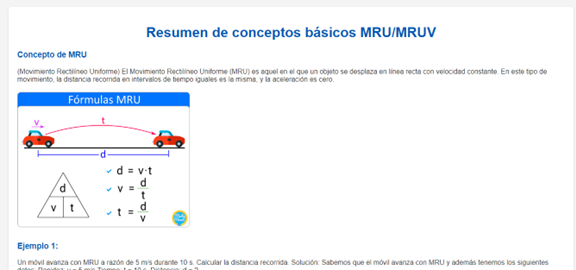 Resumen de conceptos básicos MRU/MRUV
Concepto de MRU
(Movimiento Rectilíneo Uniforme) El Movimiento Rectilíneo Uniforme (MRU) es aquel en el que un objeto se desplaza en línea recta con velocidad constante. En este tipo de
movimiento, la distancia recorrida en intervalos de tiempo iguales es la misma, y la aceleración es cero.
Fórmulas MRU
v
t
d
d = v·t
v = d/t
t = d/v
d
v t
Ejemplo 1:
Un móvil avanza con MRU a razón de 5 m/s durante 10 s. Calcular la distancia recorrida. Solución: Sabemos que el móvil avanza con MRU y además tenemos los siguientes
datos: Rapidez: v = 5 m/s Tiempo: t = 10 s Distancia: d = ?